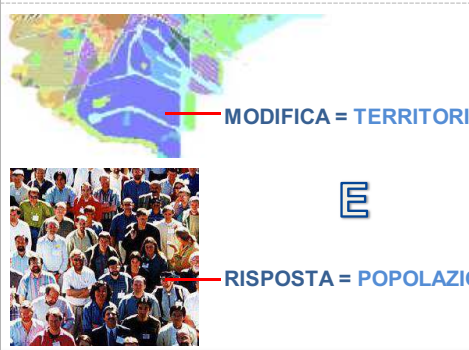 MODIFICA = TERRITORI
E
RISPOSTA = POPOLAZIO